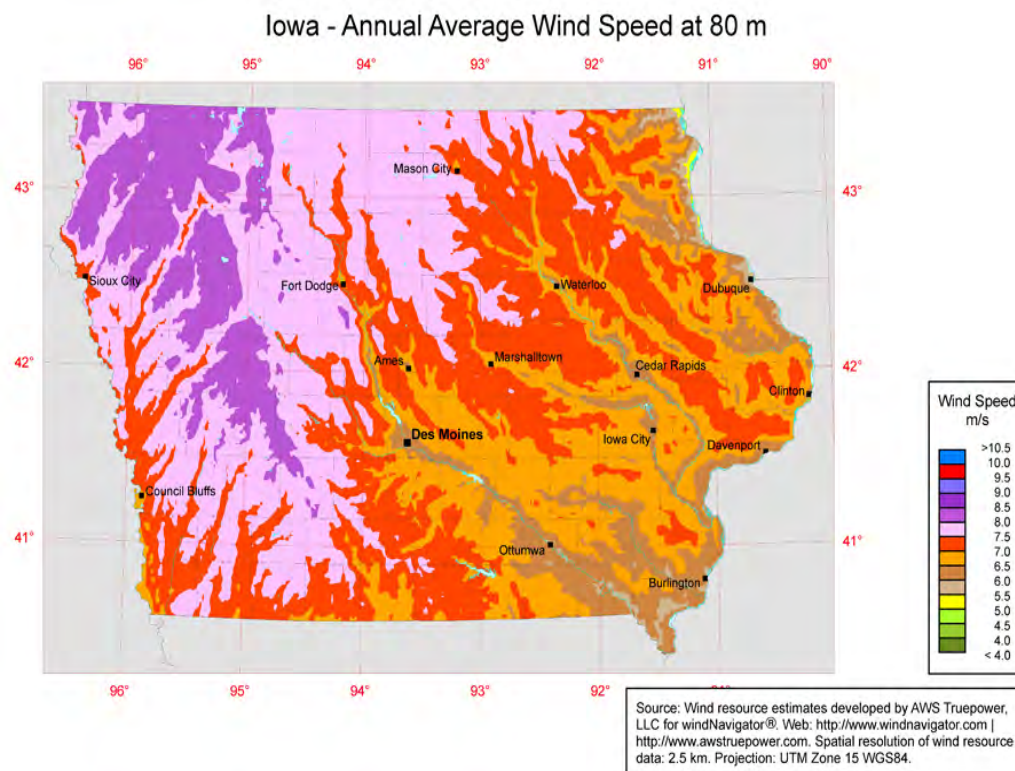 Iowa - Annual Average Wind Speed at 80 m
96° 95° 94° 93° 92° 91° 90°
Mason City
43° 43°
Sioux City
Fort Dodge
Waterloo
Dubuque
42° 42°
Ames
Marshalltown
Cedar Rapids
Clinton
Des Moines
Iowa City
Davenport
Council Bluffs
41° 41°
Ottumwa
Burlington
96° 95° 94° 93° 92°
Wind Speed
m/s
>10.5
10.0
9.5
9.0
8.5
8.0
7.5
7.0
6.5
6.0
5.5
5.0
4.5
4.0
< 4.0
Source: Wind resource estimates developed by AWS Truepower,
LLC for windNavigator®. Web: http://www.windnavigator.com |
http://www.awstruepower.com. Spatial resolution of wind resource
data: 2.5 km. Projection: UTM Zone 15 WGS84.